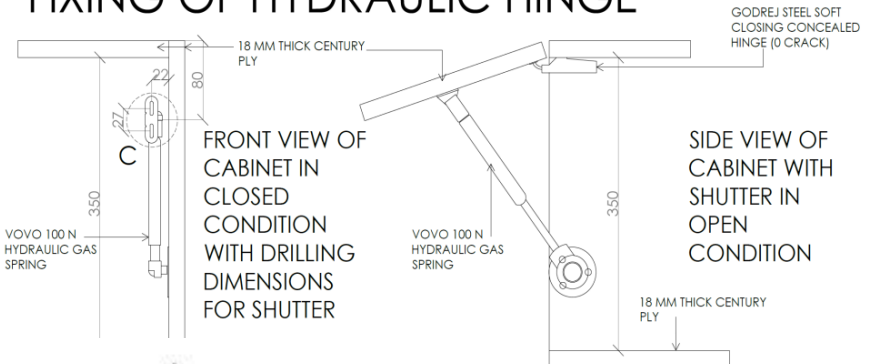 FIXING OF HYDRAULIC HINGE
GODREJ STEEL SOFT
CLOSING CONCEALED
HINGE (0 CRACK)
18 MM THICK CENTURY
PLY
22
80
27
C
350
FRONT VIEW OF
CABINET IN
CLOSED
CONDITION
WITH DRILLING
DIMENSIONS
FOR SHUTTER
VOVO 100 N
HYDRAULIC GAS
SPRING
VOVO 100 N
HYDRAULIC GAS
SPRING
350
SIDE VIEW OF
CABINET WITH
SHUTTER IN
OPEN
CONDITION
18 MM THICK CENTURY
PLY